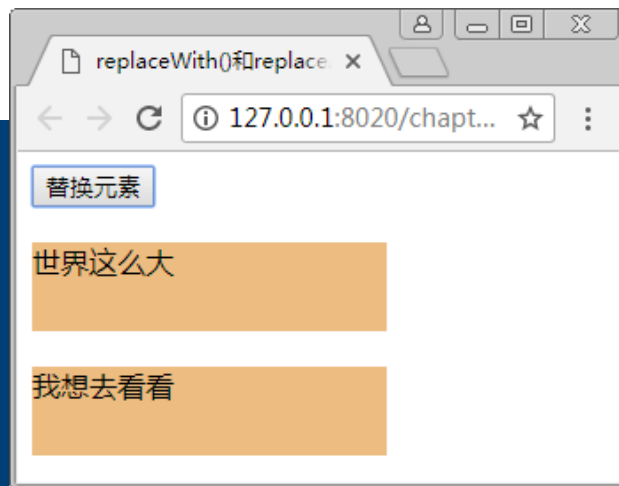 replaceWith()和replace
127.0.0.1:8020/chapt...
替换元素
世界这么大
我想去看看